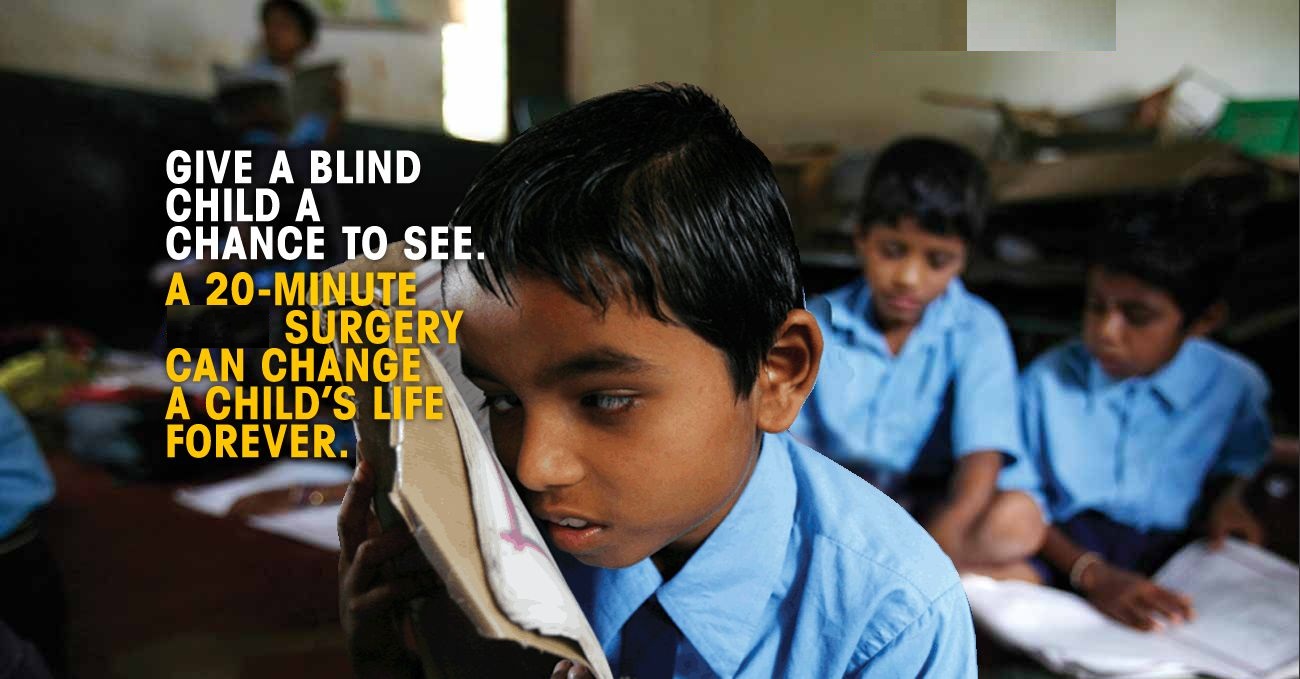 GIVE A BLIND
CHILD A
CHANCE TO SEE.
A 20-MINUTE
SURGERY
CAN CHANGE
A CHILD'S LIFE
FOREVER.